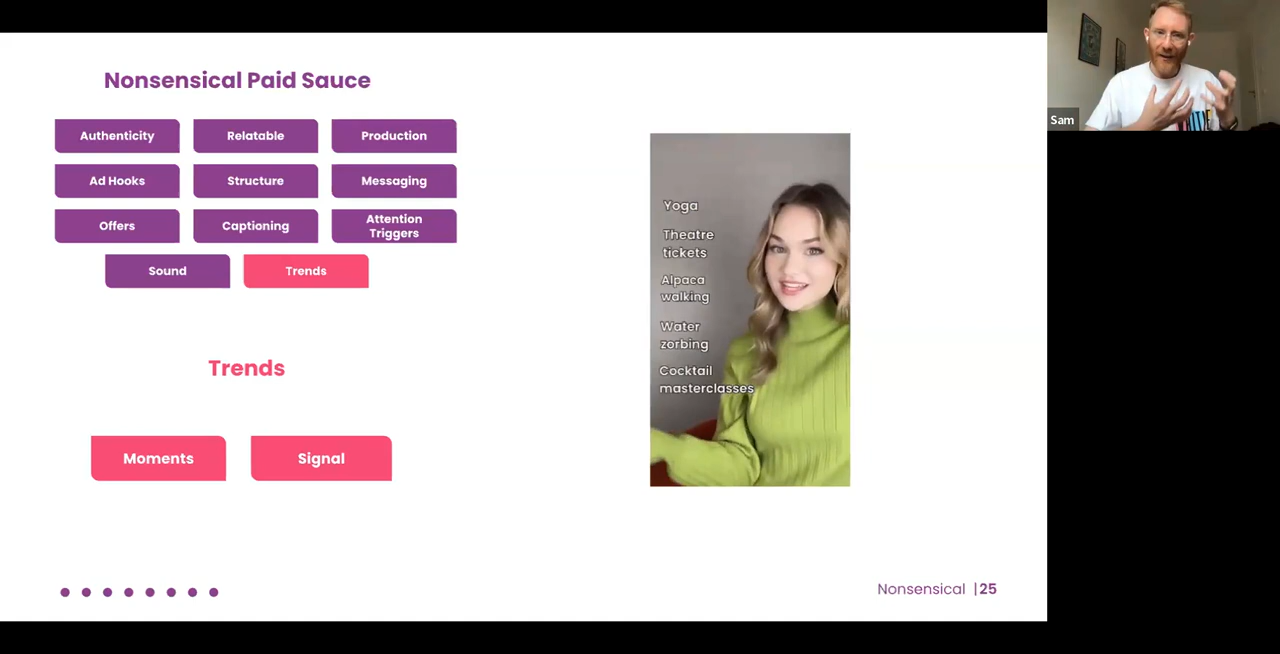 Nonsensical Paid Sauce
Authenticity
Relatable
Production
Ad Hooks
Structure
Messaging
Offers
Captioning
Attention
Triggers
Sound
Trends
Trends
Moments
Signal
Yoga
Theatre
tickets
Alpaca
walking
Water
zorbing
Cocktail
masterclasses
Nonsensical |25
Sam